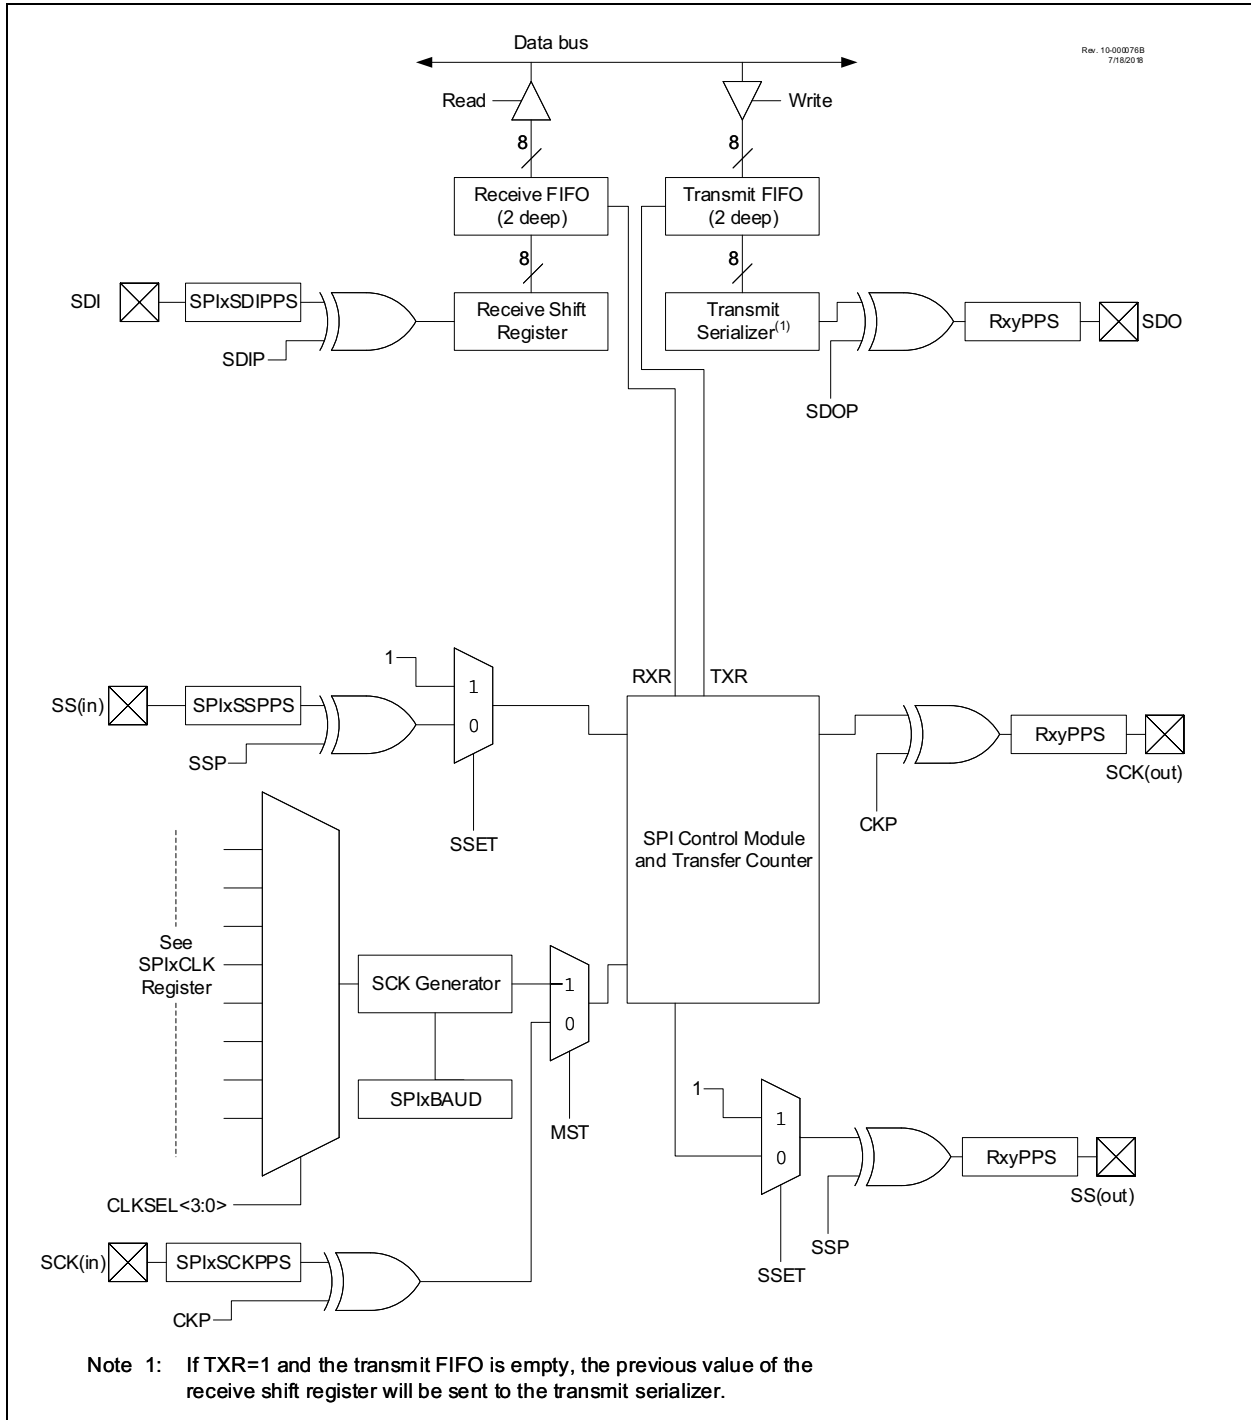 Data bus
Rev. 10-000076B
7/18/2018
Read
Write
8
8
Receive FIFO
(2 deep)
Transmit FIFO
(2 deep)
8
8
SDI
SPIxSDIPPS
SDIP
Receive Shift
Register
Transmit
Serializer(1)
SDOP
RxyPPS
SDO
RXR
TXR
SS(in)
SPIxSSPPS
SSP
1
1
0
SSET
SPI Control Module
and Transfer Counter
CKP
RxyPPS
SCK(out)
See
SPIxCLK
Register
SCK Generator
SPIxBAUD
1
0
MST
CLKSEL<3:0>
1
1
0
SSET
SSP
RxyPPS
SS(out)
SCK(in)
SPIxSCKPPS
CKP
Note 1: If TXR=1 and the transmit FIFO is empty, the previous value of the
receive shift register will be sent to the transmit serializer.